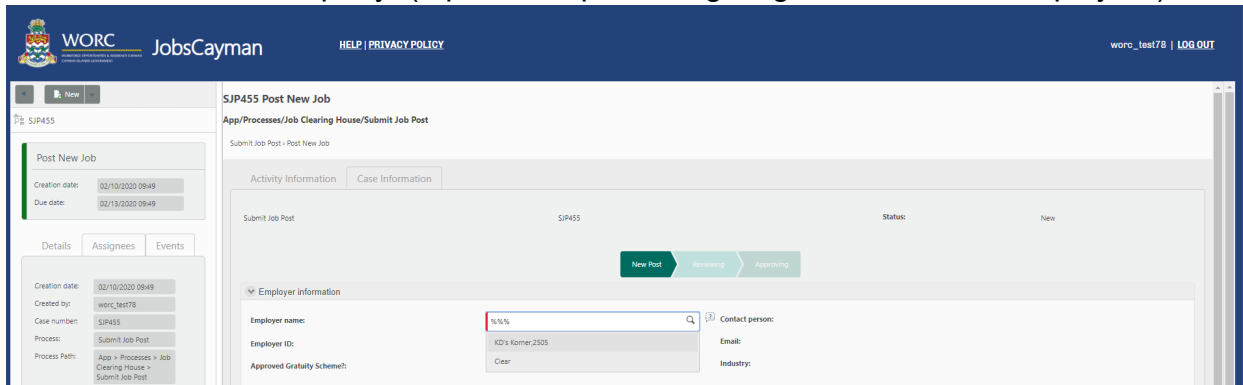 WORC
JobsCayman
HELP | PRIVACY POLICY
worc_test78 | LOG OUT
New
SJP455
Post New Job
Creation date: 02/10/2020 09:49
Due date: 02/13/2020 09:49
Details Assignees Events
Creation date: 02/10/2020 09:49
Created by: worc_test78
Case number: SJP455
Process: Submit Job Post
Process Path: App > Processes > Job
Clearing House >
Submit Job Post
SJP455 Post New Job
App/Processes/Job Clearing House/Submit Job Post
Submit Job Post › Post New Job
Activity Information Case Information
Submit Job Post SJP455 Status: New
New Post Reviewing Approving
Employer information
Employer name: %%% Contact person:
Employer ID: KD's Korner,2505 Email:
Approved Gratuity Scheme?: Clear Industry: